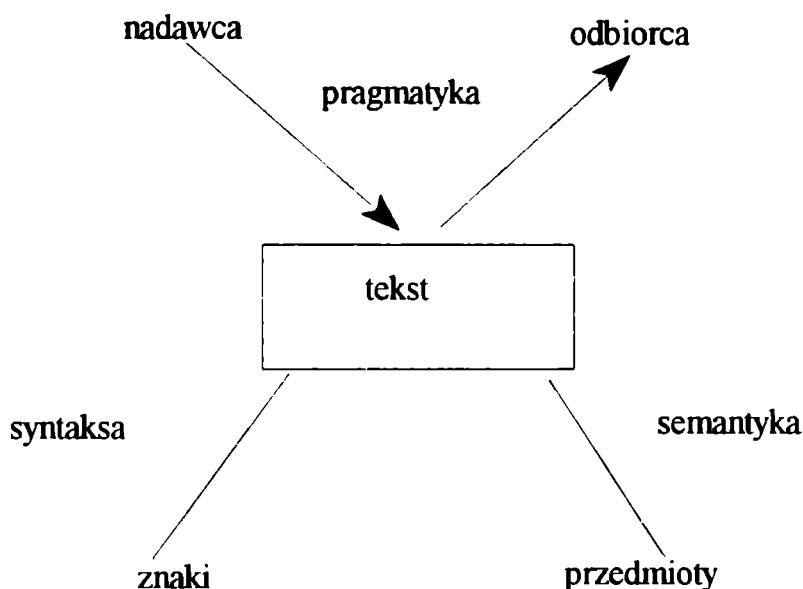 nadawca
odbiorca
pragmatyka
tekst
syntaksa
semantyka
znaki
przedmioty